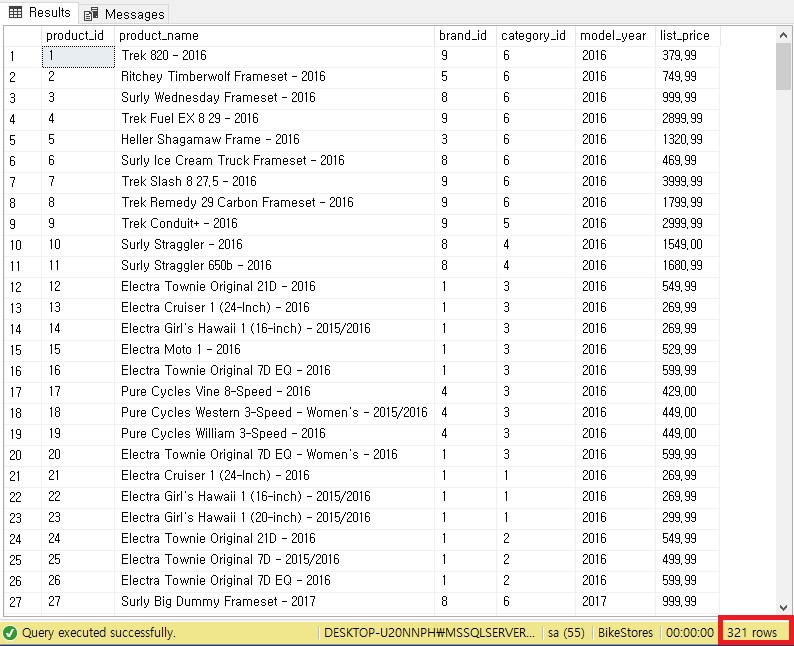 Results Messages
product_id product_name brand_id category_id model_year list_price
1 1 Trek 820 - 2016 9 6 2016 379,99
2 2 Ritchey Timberwolf Frameset - 2016 5 6 2016 749,99
3 3 Surly Wednesday Frameset - 2016 8 6 2016 999,99
4 4 Trek Fuel EX 8 29 - 2016 9 6 2016 2899,99
5 5 Heller Shagamaw Frame - 2016 3 6 2016 1320,99
6 6 Surly Ice Cream Truck Frameset - 2016 8 6 2016 469,99
7 7 Trek Slash 8 27,5 - 2016 9 6 2016 3999,99
8 8 Trek Remedy 29 Carbon Frameset - 2016 9 6 2016 1799,99
9 9 Trek Conduit+ - 2016 9 5 2016 2999,99
10 10 Surly Straggler - 2016 8 4 2016 1549,00
11 11 Surly Straggler 650b - 2016 8 4 2016 1680,99
12 12 Electra Townie Original 21D - 2016 1 3 2016 549,99
13 13 Electra Cruiser 1 (24-Inch) - 2016 1 3 2016 269,99
14 14 Electra Girl's Hawaii 1 (16-inch) - 2015/2016 1 3 2016 269,99
15 15 Electra Moto 1 - 2016 1 3 2016 529,99
16 16 Electra Townie Original 7D EQ - 2016 1 3 2016 599,99
17 17 Pure Cycles Vine 8-Speed - 2016 4 3 2016 429,00
18 18 Pure Cycles Western 3-Speed - Women's - 2015/2016 4 3 2016 449,00
19 19 Pure Cycles William 3-Speed - 2016 4 3 2016 449,00
20 20 Electra Townie Original 7D EQ - Women's - 2016 1 3 2016 599,99
21 21 Electra Cruiser 1 (24-Inch) - 2016 1 1 2016 269,99
22 22 Electra Girl's Hawaii 1 (16-inch) - 2015/2016 1 1 2016 269,99
23 23 Electra Girl's Hawaii 1 (20-inch) - 2015/2016 1 1 2016 299,99
24 24 Electra Townie Original 21D - 2016 1 2 2016 549,99
25 25 Electra Townie Original 7D - 2015/2016 1 2 2016 499,99
26 26 Electra Townie Original 7D EQ - 2016 1 2 2016 599,99
27 27 Surly Big Dummy Frameset - 2017 8 6 2017 999,99
Query executed successfully. DESKTOP-U20NNPH₩MSSQLSERVER... sa (55) BikeStores 00:00:00 321 rows